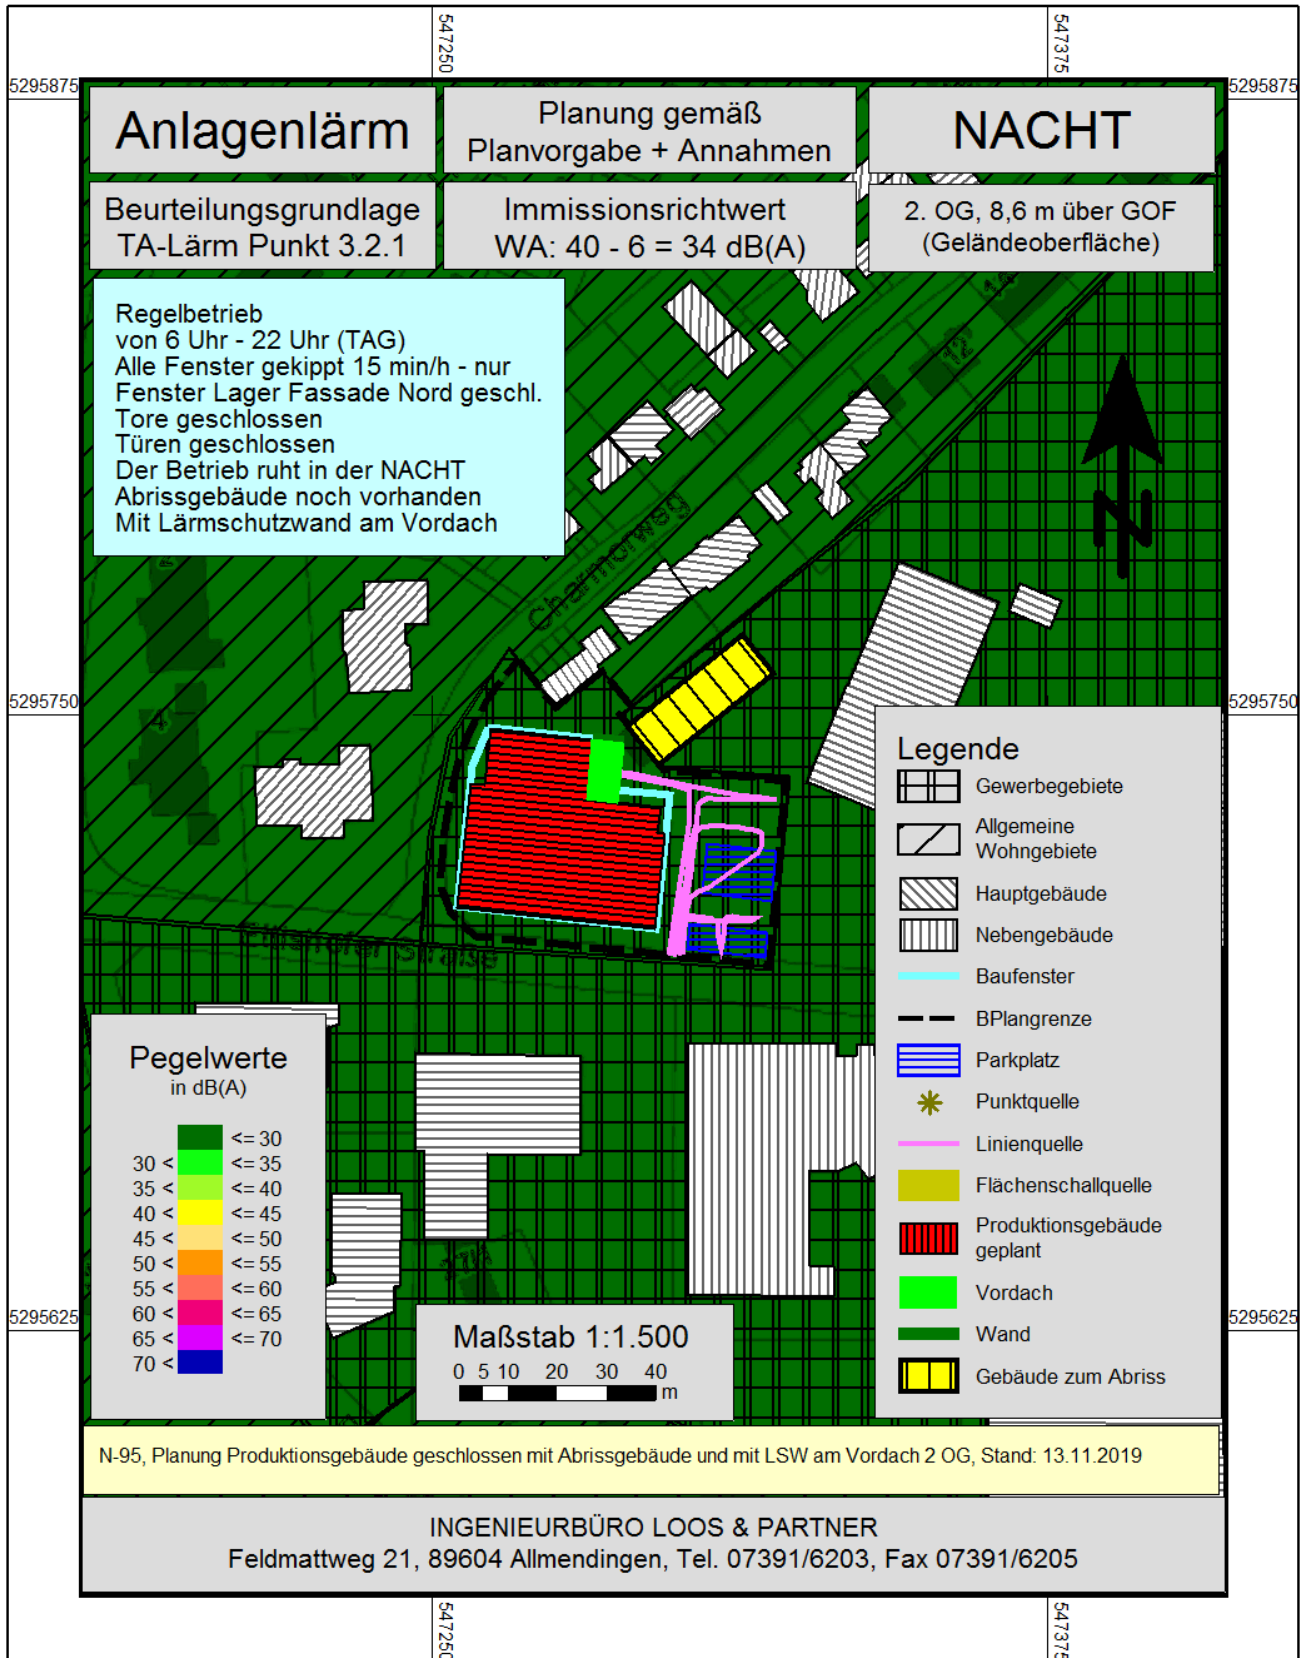 547250
547375
5295875
5295875
Anlagenlärm
Planung gemäß
Planvorgabe + Annahmen
NACHT
Beurteilungsgrundlage
TA-Lärm Punkt 3.2.1
Immissionsrichtwert
WA: 40 - 6 = 34 dB(A)
2. OG, 8,6 m über GOF
(Geländeoberfläche)
Regelbetrieb
von 6 Uhr - 22 Uhr (TAG)
Alle Fenster gekippt 15 min/h - nur
Fenster Lager Fassade Nord geschl.
Tore geschlossen
Türen geschlossen
Der Betrieb ruht in der NACHT
Abrissgebäude noch vorhanden
Mit Lärmschutzwand am Vordach
14
12
N
Charmorweg
4
5295750
5295750
Legende
Gewerbegebiete
Allgemeine
Wohngebiete
Hauptgebäude
Nebengebäude
Baufenster
BPlangrenze
Parkplatz
Punktquelle
Linienquelle
Flächenschallquelle
Produktionsgebäude
geplant
Vordach
Wand
Gebäude zum Abriss
Straße
Pegelwerte
in dB(A)
<= 30
30 < <= 35
35 < <= 40
40 < <= 45
45 < <= 50
50 < <= 55
55 < <= 60
60 < <= 65
65 < <= 70
70 <
5295625
5295625
Maßstab 1:1.500
0 5 10 20 30 40
m
N-95, Planung Produktionsgebäude geschlossen mit Abrissgebäude und mit LSW am Vordach 2 OG, Stand: 13.11.2019
INGENIEURBÜRO LOOS & PARTNER
Feldmattweg 21, 89604 Allmendingen, Tel. 07391/6203, Fax 07391/6205
547250
547375